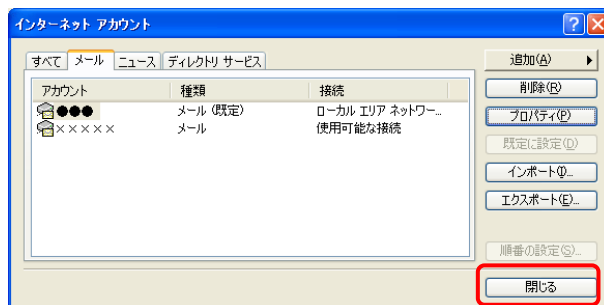 インターネット アカウント
すべて メール ニュース ディレクトリ サービス
アカウント 種類 接続
●●● メール (既定) ローカル エリア ネットワー...
××××× メール 使用可能な接続
追加(A)
削除(R)
プロパティ(P)
既定に設定(D)
インポート(I)...
エクスポート(E)...
順番の設定(S)...
閉じる